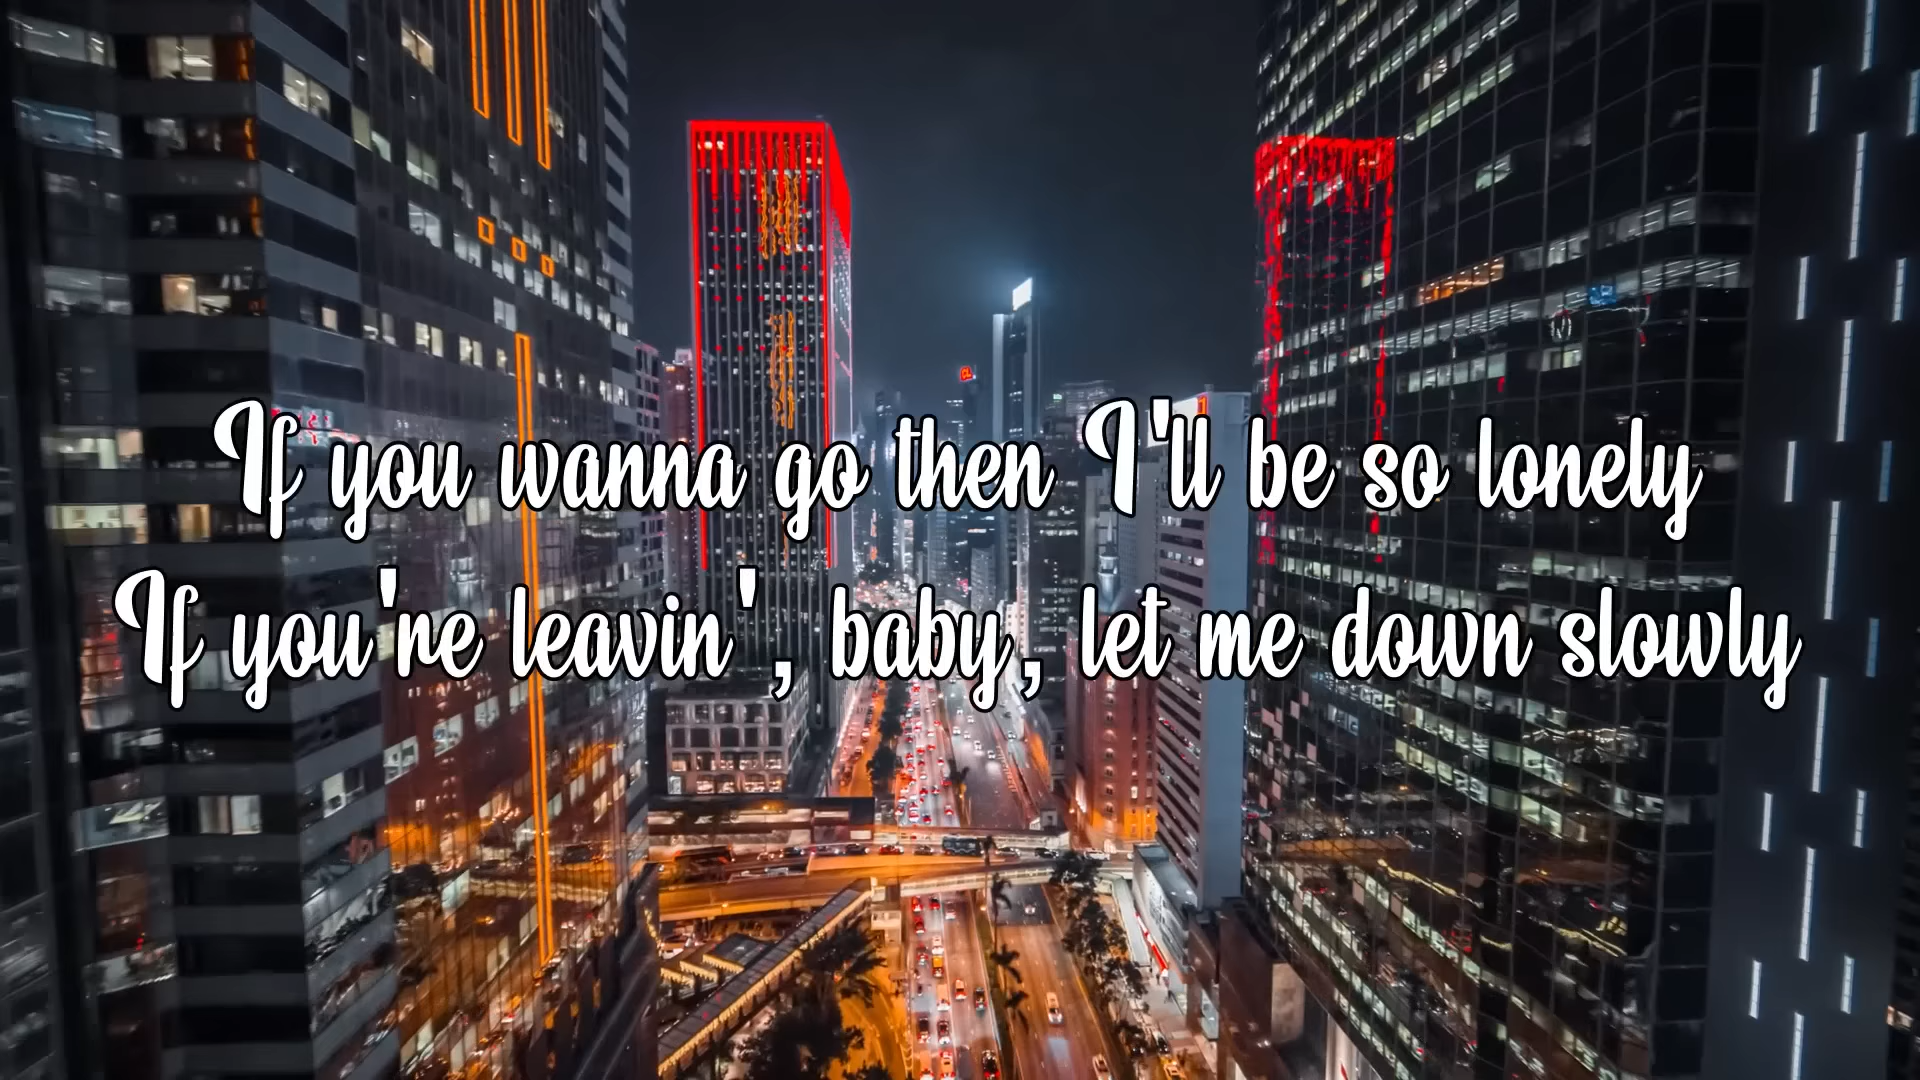 If you wanna go then I'll be so lonely
If you're leavin', baby, let me down slowly